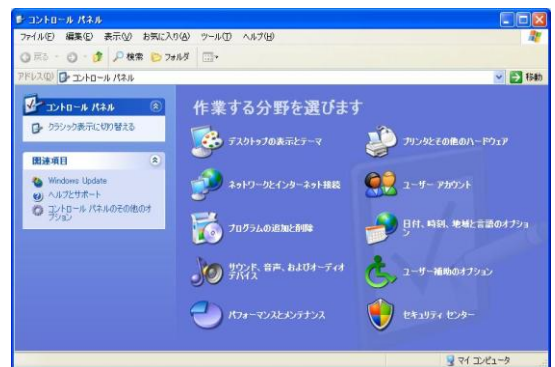 コントロール パネル
ファイル(F) 編集(E) 表示(V) お気に入り(A) ツール(T) ヘルプ(H)
戻る 検索 フォルダ
アドレス(D) コントロール パネル 移動
コントロール パネル
クラシック表示に切り替える
関連項目
Windows Update
ヘルプとサポート
コントロール パネルのその他のオ
プション
作業する分野を選びます
デスクトップの表示とテーマ
プリンタとその他のハードウェア
ネットワークとインターネット接続
ユーザー アカウント
プログラムの追加と削除
日付、時刻、地域と言語のオプショ
ン
サウンド、音声、およびオーディオ
デバイス
ユーザー補助のオプション
パフォーマンスとメンテナンス
セキュリティ センター
マイ コンピュータ